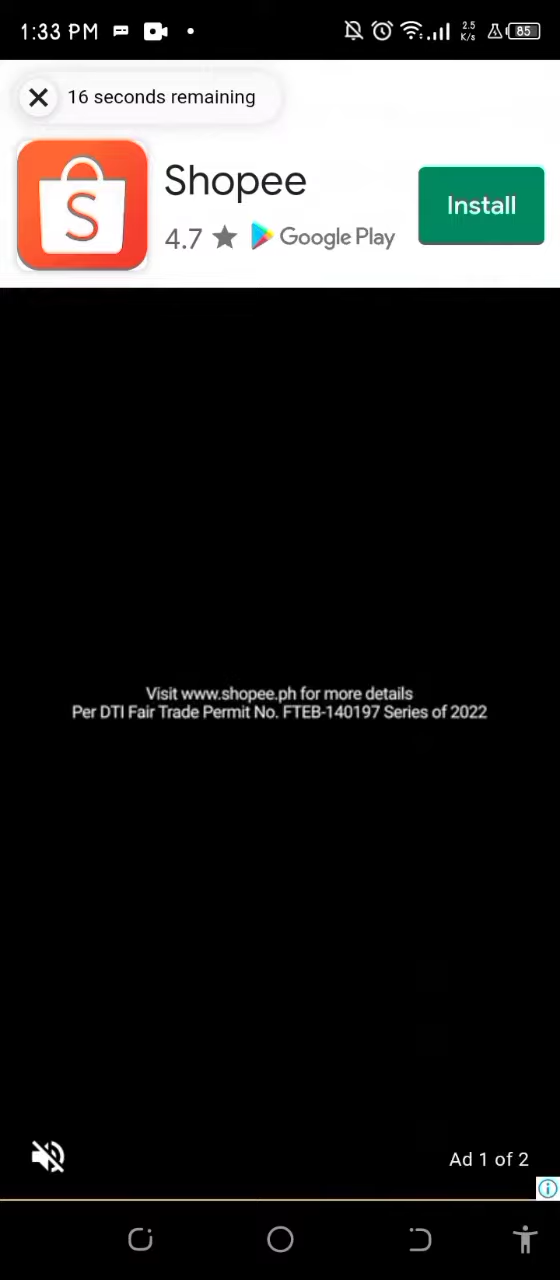 1:33 PM
2.5
K/s
85
16 seconds remaining
S
Shopee
4.7 ★ Google Play
Install
Visit www.shopee.ph for more details
Per DTI Fair Trade Permit No. FTEB-140197 Series of 2022
Ad 1 of 2